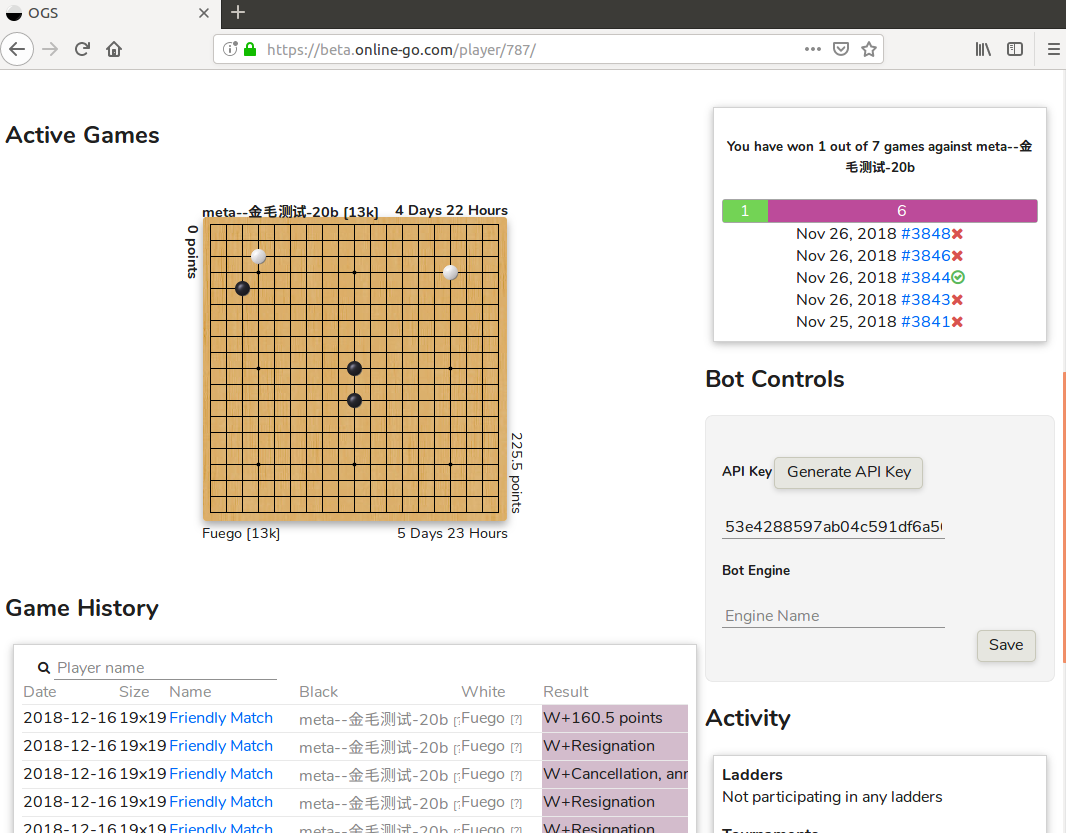 OGS
https://beta.online-go.com/player/787/
Active Games
meta--金毛测试-20b [13k] 4 Days 22 Hours
0 points
225.5 points
Fuego [13k] 5 Days 23 Hours
Game History
Player name
Date Size Name Black White Result
2018-12-16 19x19 Friendly Match meta--金毛测试-20b [? Fuego [?] W+160.5 points
2018-12-16 19x19 Friendly Match meta--金毛测试-20b [? Fuego [?] W+Resignation
2018-12-16 19x19 Friendly Match meta--金毛测试-20b [? Fuego [?] W+Cancellation, anr
2018-12-16 19x19 Friendly Match meta--金毛测试-20b [? Fuego [?] W+Resignation
2018-12-16 19x19 Friendly Match meta--金毛测试-20b [? Fuego [?] W+Resignation
You have won 1 out of 7 games against meta--金
毛测试-20b
1 6
Nov 26, 2018 #3848
Nov 26, 2018 #3846
Nov 26, 2018 #3844
Nov 26, 2018 #3843
Nov 25, 2018 #3841
Bot Controls
API Key Generate API Key
53e4288597ab04c591df6a5
Bot Engine
Engine Name
Save
Activity
Ladders
Not participating in any ladders
Tournaments